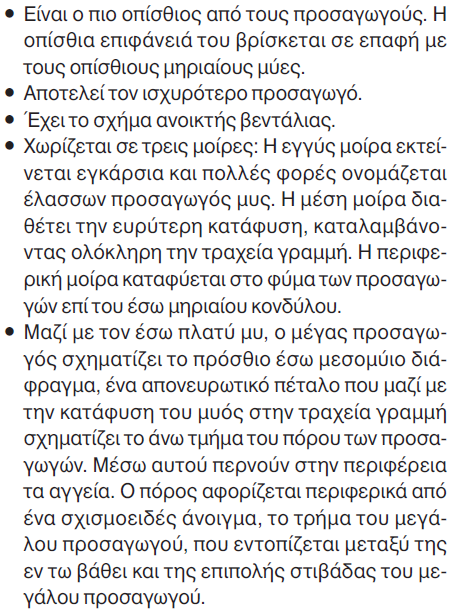 • Είναι ο πιο οπίσθιος από τους προσαγωγούς. Η
οπίσθια επιφάνειά του βρίσκεται σε επαφή με
τους οπίσθιους μηριαίους μύες.
• Αποτελεί τον ισχυρότερο προσαγωγό.
• Έχει το σχήμα ανοικτής βεντάλιας.
• Χωρίζεται σε τρεις μοίρες: Η εγγύς μοίρα εκτεί-
νεται εγκάρσια και πολλές φορές ονομάζεται
έλασσων προσαγωγός μυς. Η μέση μοίρα δια-
θέτει την ευρύτερη κατάφυση, καταλαμβάνο-
ντας ολόκληρη την τραχεία γραμμή. Η περιφε-
ρική μοίρα καταφύεται στο φύμα των προσαγω-
γών επί του έσω μηριαίου κονδύλου.
• Μαζί με τον έσω πλατύ μυ, ο μέγας προσαγω-
γός σχηματίζει το πρόσθιο έσω μεσομύιο διά-
φραγμα, ένα απονευρωτικό πέταλο που μαζί με
την κατάφυση του μυός στην τραχεία γραμμή
σχηματίζει το άνω τμήμα του πόρου των προσα-
γωγών. Μέσω αυτού περνούν στην περιφέρεια
τα αγγεία. Ο πόρος αφορίζεται περιφερικά από
ένα σχισμοειδές άνοιγμα, το τρήμα του μεγά-
λου προσαγωγού, που εντοπίζεται μεταξύ της
εν τω βάθει και της επιπολής στιβάδας του με-
γάλου προσαγωγού.